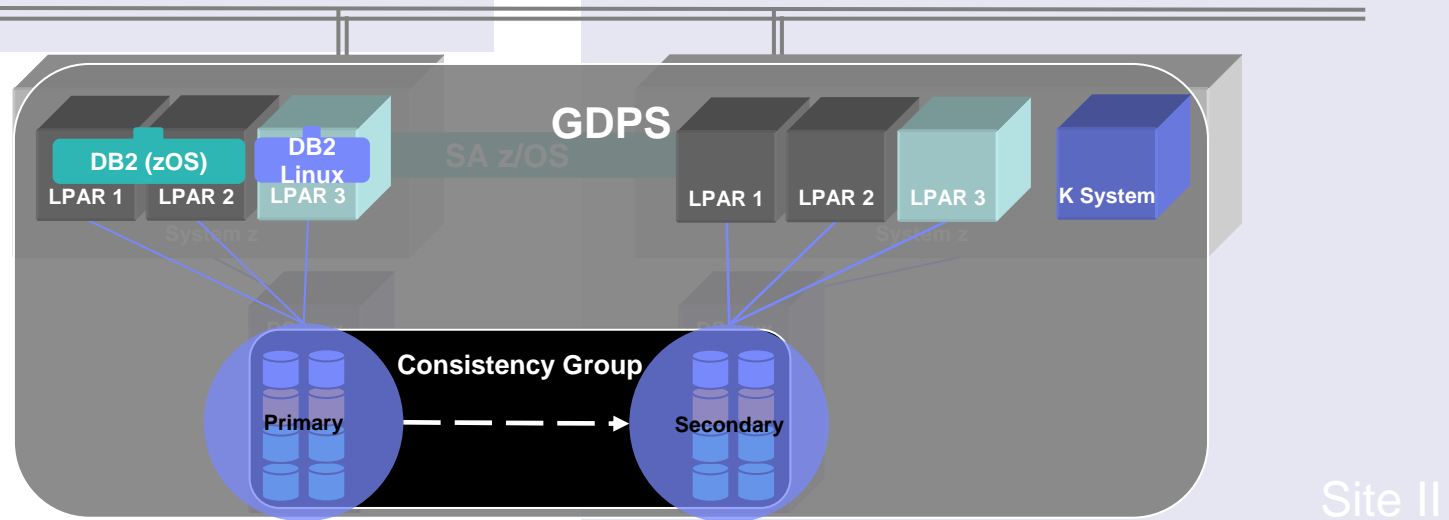 GDPS
SA z/OS
DB2 (zOS)
DB2
Linux
LPAR 1
LPAR 2
LPAR 3
LPAR 1
LPAR 2
LPAR 3
K System
System z
System z
Consistency Group
Primary
Secondary
Site II